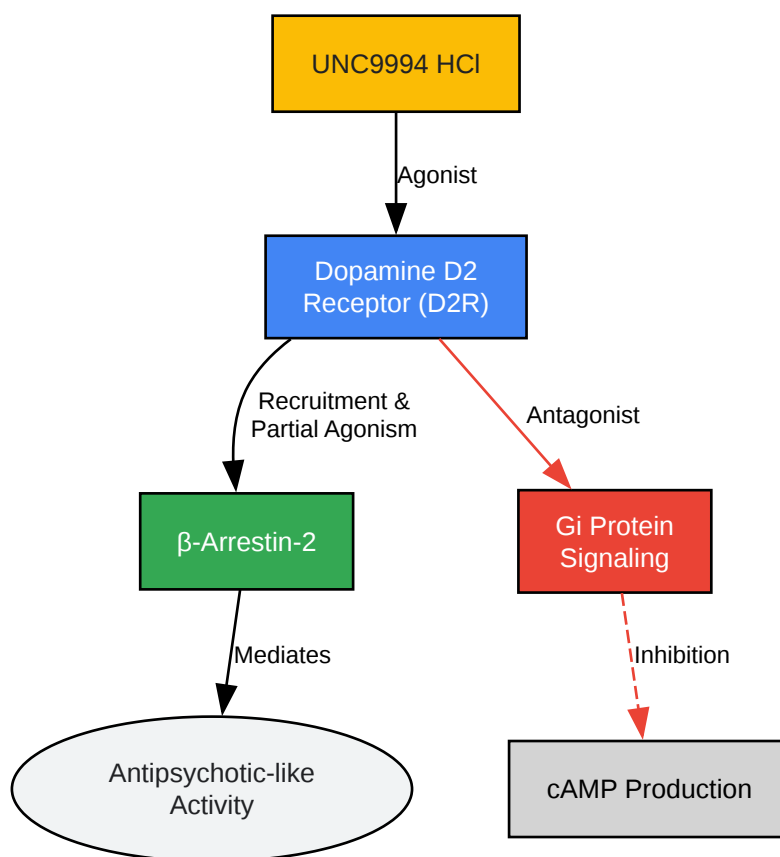 UNC9994 HCl
Agonist
Dopamine D2
Receptor (D2R)
Recruitment &
Partial Agonism
Antagonist
β-Arrestin-2
Gi Protein
Signaling
Mediates
Inhibition
Antipsychotic-like
Activity
cAMP Production